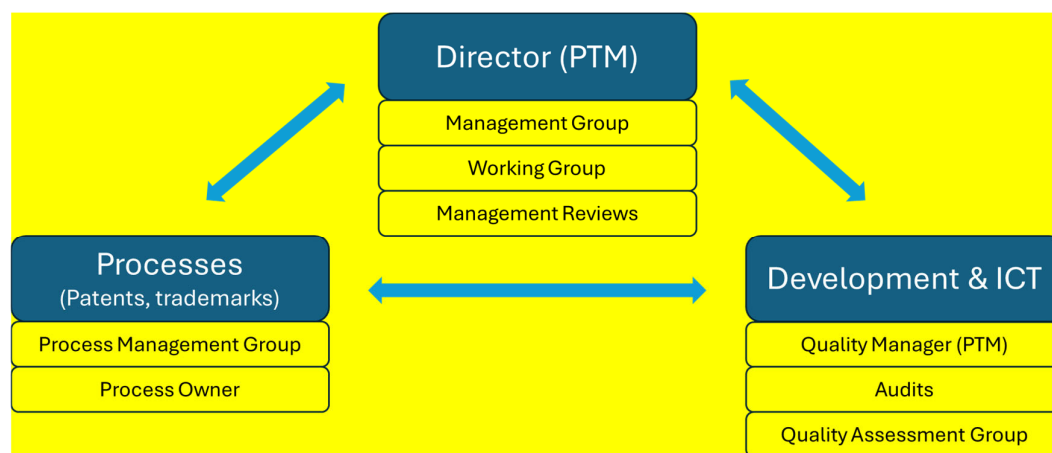 Director (PTM)
Management Group
Working Group
Management Reviews
Processes
(Patents, trademarks)
Process Management Group
Process Owner
Development & ICT
Quality Manager (PTM)
Audits
Quality Assessment Group